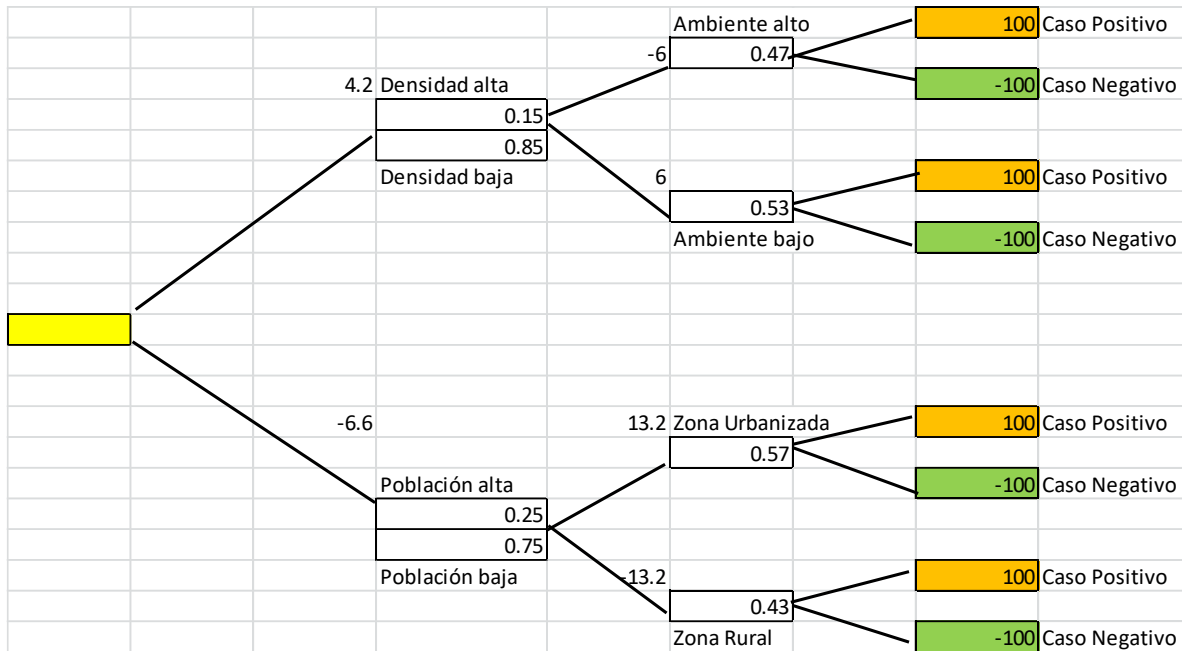 Ambiente alto 100 Caso Positivo
-6 0.47
4.2 Densidad alta -100 Caso Negativo
0.15
0.85
Densidad baja 6 100 Caso Positivo
0.53
Ambiente bajo -100 Caso Negativo
-6.6 13.2 Zona Urbanizada 100 Caso Positivo
0.57
Población alta -100 Caso Negativo
0.25
0.75
Población baja -13.2 100 Caso Positivo
0.43
Zona Rural -100 Caso Negativo